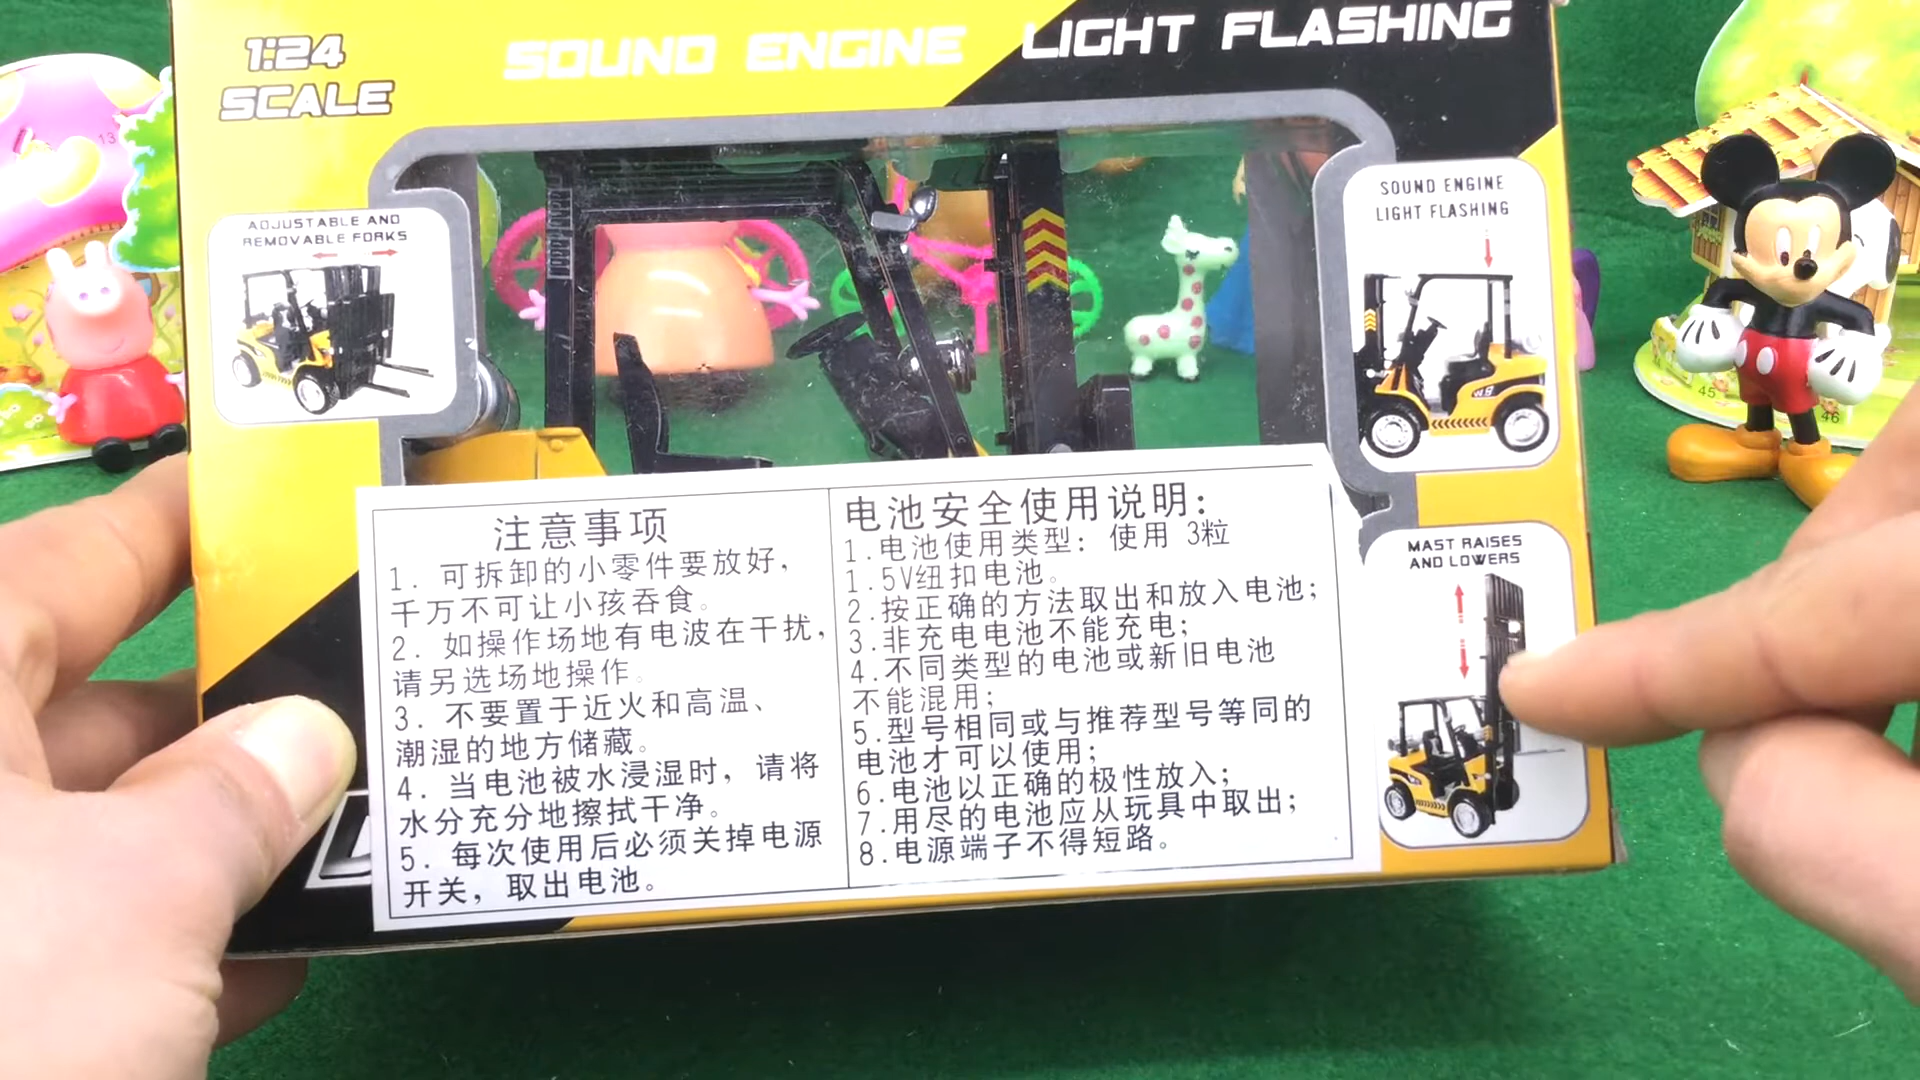 1:24
SCALE
SOUND ENGINE
LIGHT FLASHING
ADJUSTABLE AND
REMOVABLE FORKS
SOUND ENGINE
LIGHT FLASHING
MAST RAISES
AND LOWERS
注意事项
1. 可拆卸的小零件要放好，
千万不可让小孩吞食。
2. 如操作场地有电波在干扰，
请另选场地操作。
3. 不要置于近火和高温、
潮湿的地方储藏。
4. 当电池被水浸湿时，请将
水分充分地擦拭干净。
5. 每次使用后必须关掉电源
开关，取出电池。
电池安全使用说明：
1.电池使用类型：使用 3粒
1.5V纽扣电池。
2.按正确的方法取出和放入电池；
3.非充电电池不能充电；
4.不同类型的电池或新旧电池
不能混用；
5.型号相同或与推荐型号等同的
电池才可以使用；
6.电池以正确的极性放入；
7.用尽的电池应从玩具中取出；
8.电源端子不得短路。
13
45
46